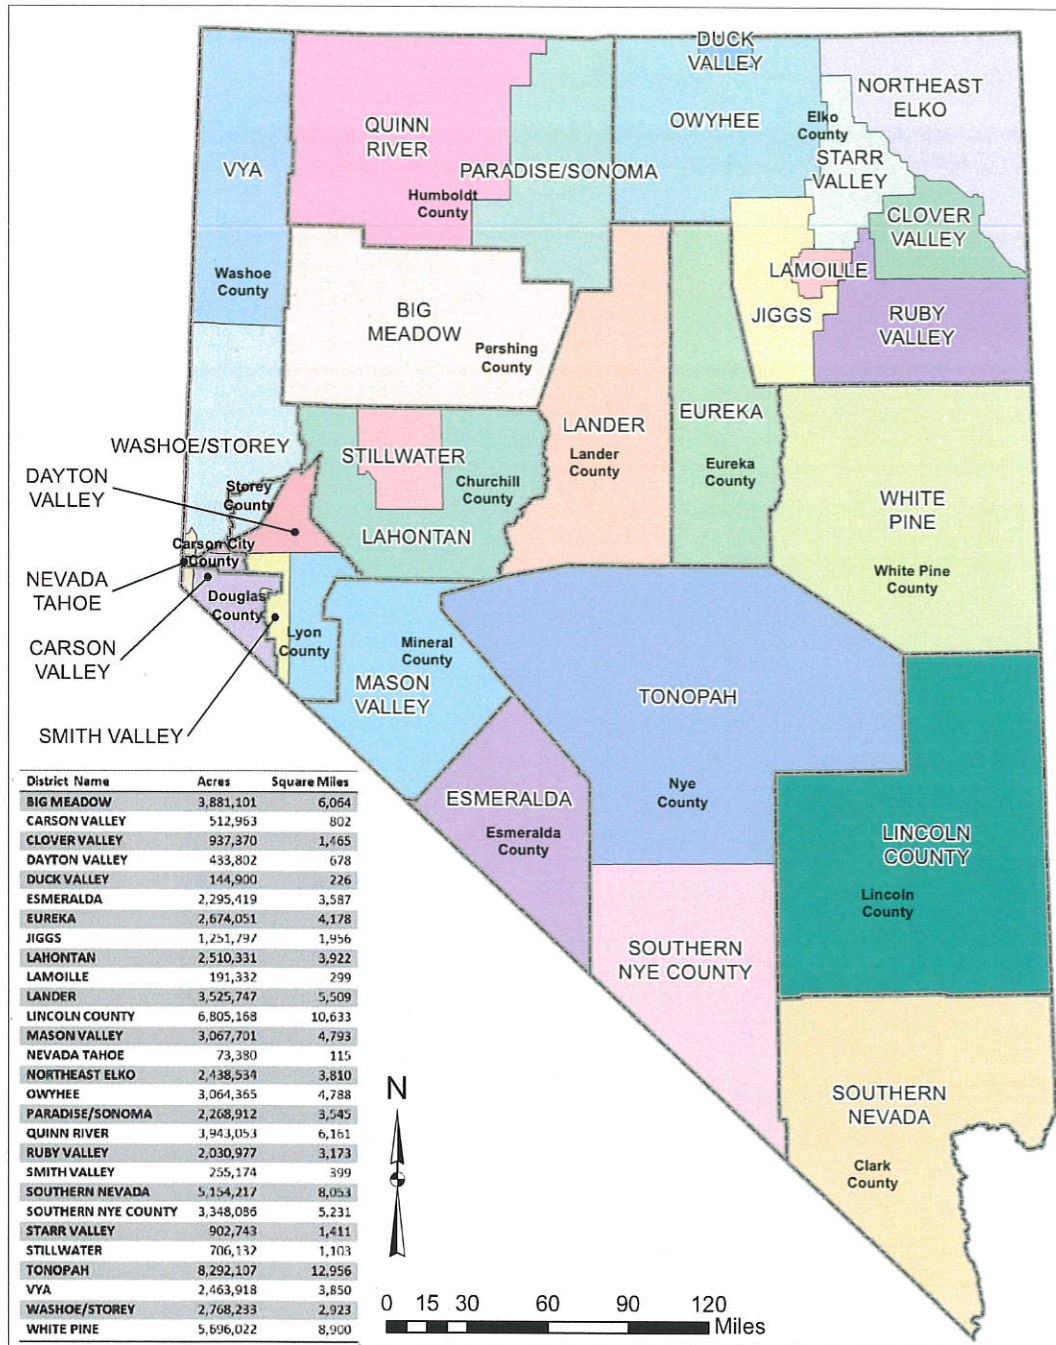 DUCK
VALLEY
NORTHEAST
ELKO
QUINN
RIVER
OWYHEE
Elko
County
STARR
VALLEY
VYA
PARADISE/SONOMA
Humboldt
County
CLOVER
VALLEY
Washoe
County
LAMOILLE
BIG
MEADOW
JIGGS
RUBY
VALLEY
Pershing
County
WASHOE/STOREY
LANDER
EUREKA
DAYTON
VALLEY
STILLWATER
Lander
County
Eureka
County
Storey
County
Churchill
County
WHITE
PINE
LAHONTAN
Carson City
County
NEVADA
TAHOE
White Pine
County
Douglas
County
CARSON
VALLEY
Lyon
County
Mineral
County
MASON
VALLEY
TONOPAH
SMITH VALLEY
Nye
County
ESMERALDA
Esmeralda
County
LINCOLN
COUNTY
Lincoln
County
SOUTHERN
NYE COUNTY
SOUTHERN
NEVADA
Clark
County
District Name Acres Square Miles
BIG MEADOW 3,881,101 6,064
CARSON VALLEY 512,963 802
CLOVER VALLEY 937,370 1,465
DAYTON VALLEY 433,802 678
DUCK VALLEY 144,900 226
ESMERALDA 2,295,419 3,587
EUREKA 2,674,051 4,178
JIGGS 1,251,797 1,956
LAHONTAN 2,510,331 3,922
LAMOILLE 191,332 299
LANDER 3,525,747 5,509
LINCOLN COUNTY 6,805,168 10,633
MASON VALLEY 3,067,701 4,793
NEVADA TAHOE 73,380 115
NORTHEAST ELKO 2,438,534 3,810
OWYHEE 3,064,365 4,788
PARADISE/SONOMA 2,268,912 3,545
QUINN RIVER 3,943,053 6,161
RUBY VALLEY 2,030,977 3,173
SMITH VALLEY 255,174 399
SOUTHERN NEVADA 5,154,217 8,053
SOUTHERN NYE COUNTY 3,348,086 5,231
STARR VALLEY 902,743 1,411
STILLWATER 706,132 1,103
TONOPAH 8,292,107 12,956
VYA 2,463,918 3,850
WASHOE/STOREY 2,768,233 2,923
WHITE PINE 5,696,022 8,900
N
0 15 30 60 90 120
Miles